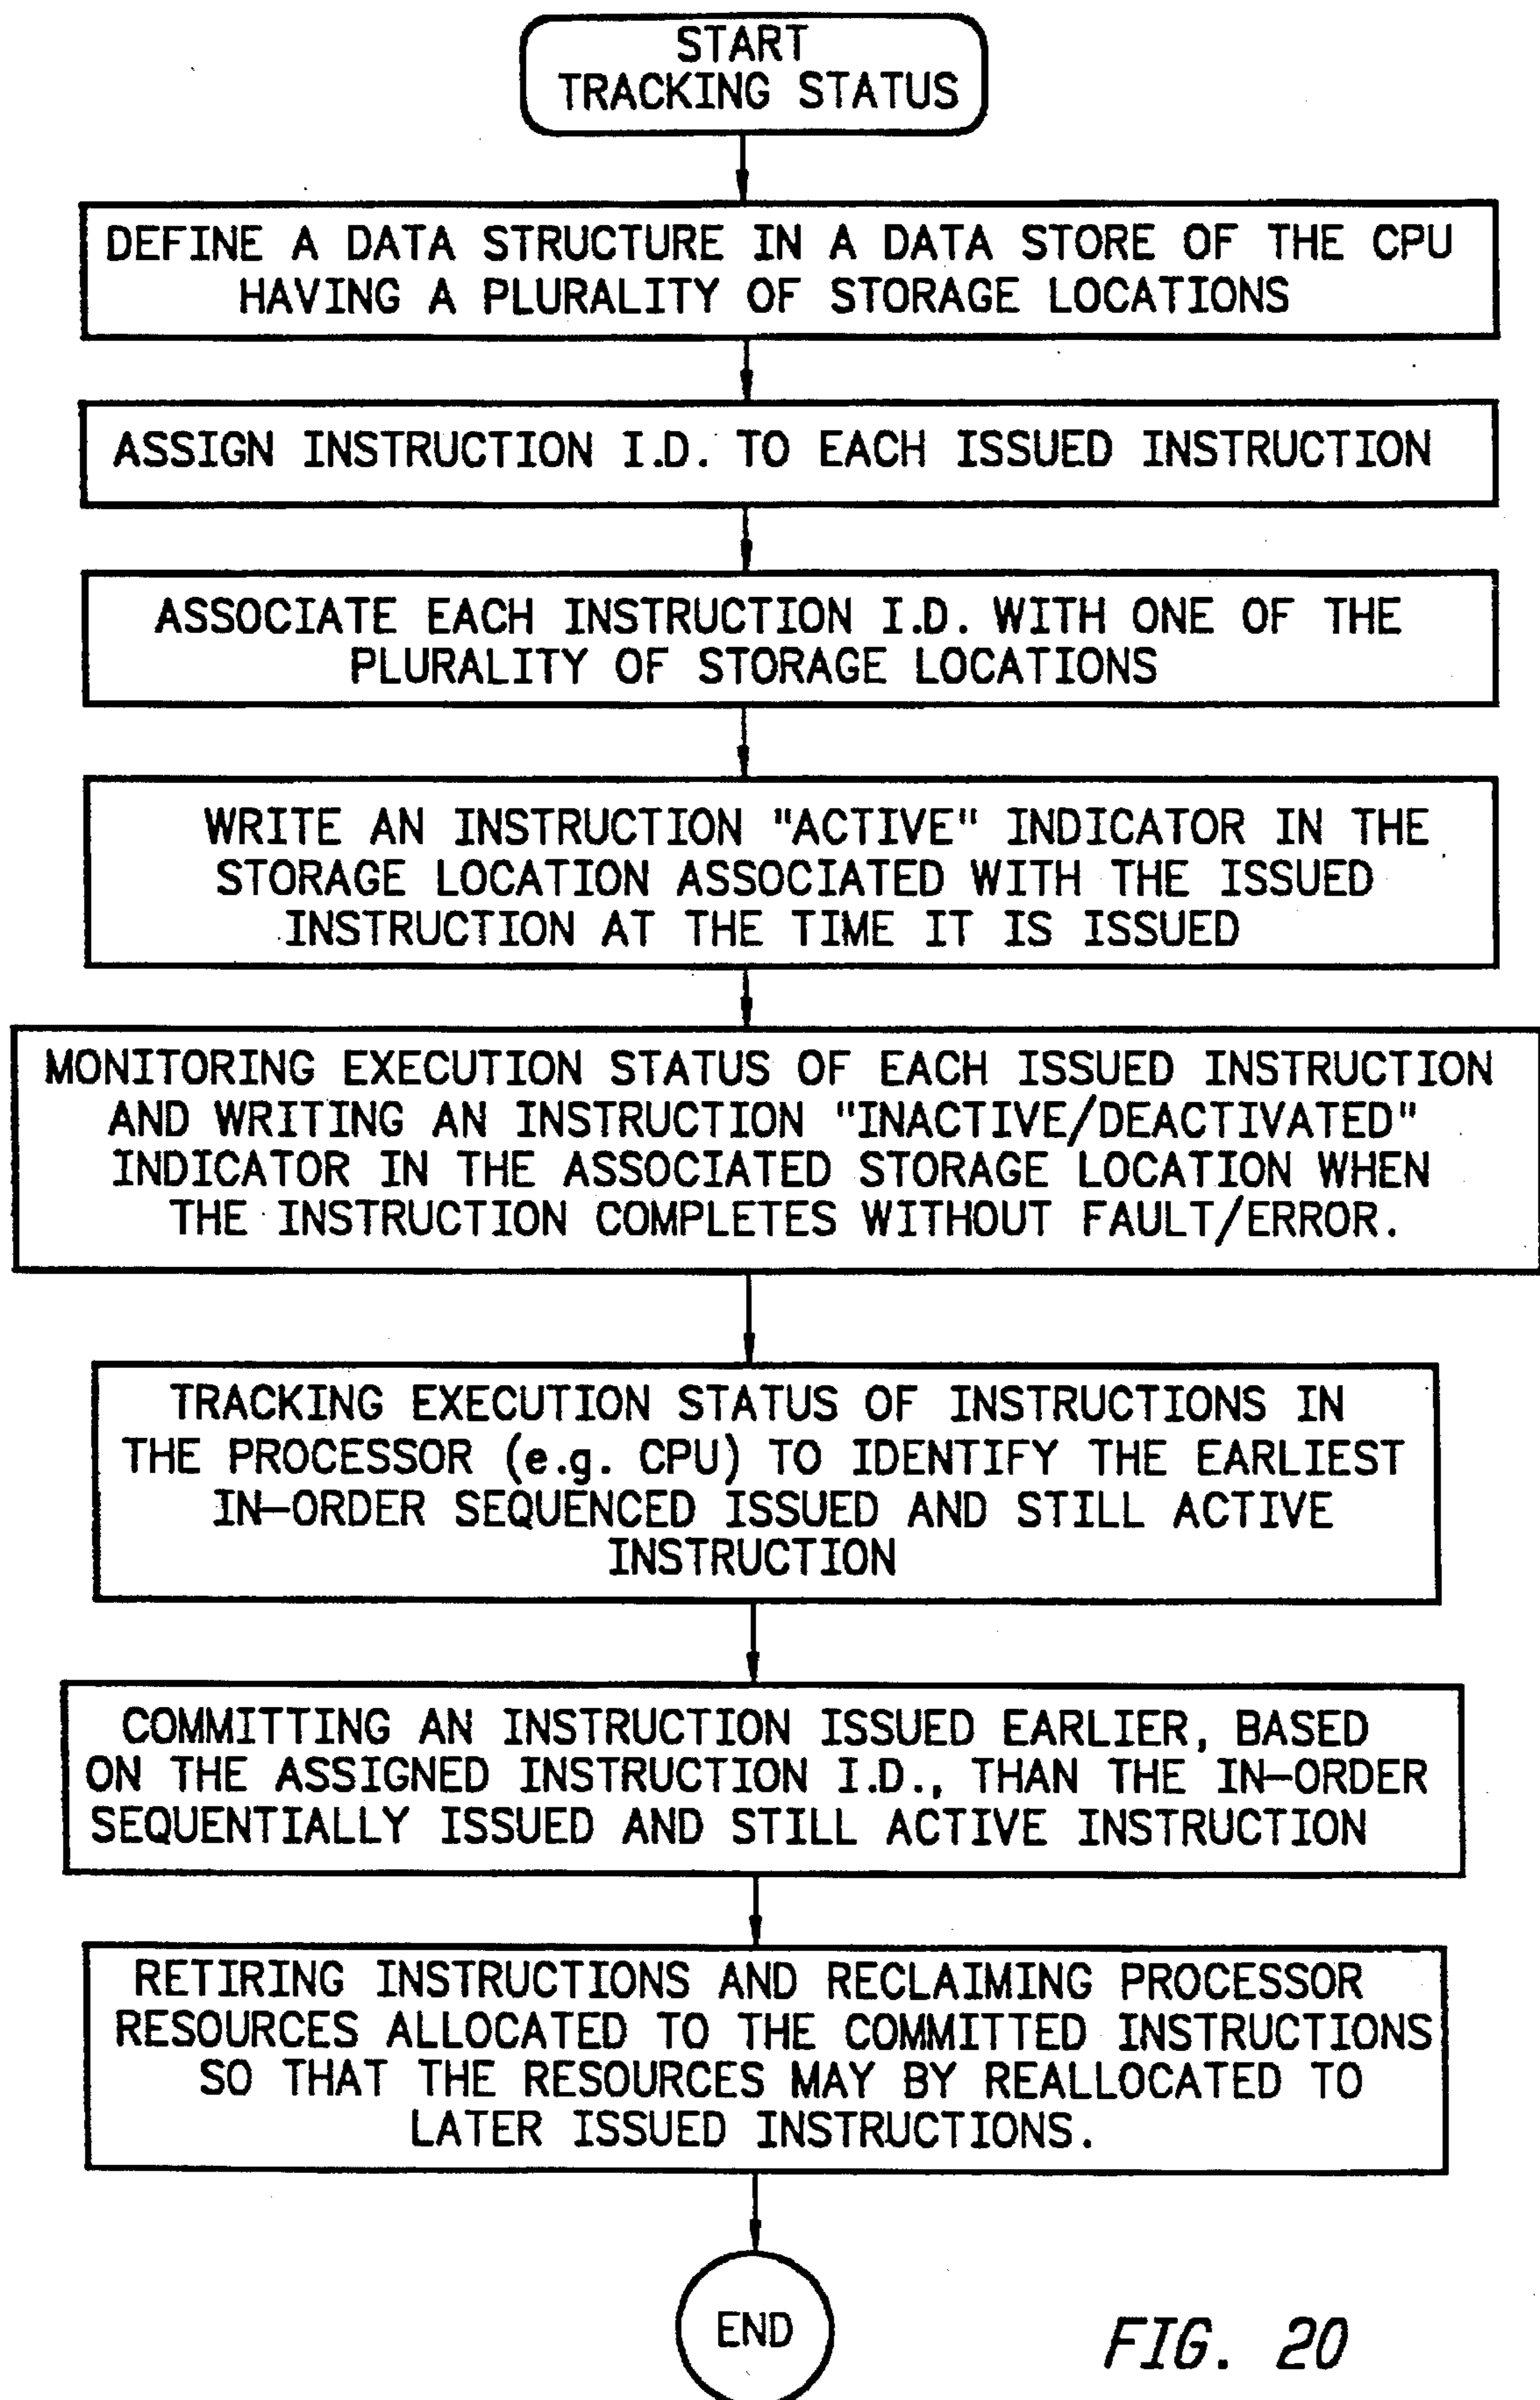 START
TRACKING STATUS
DEFINE A DATA STRUCTURE IN A DATA STORE OF THE CPU
HAVING A PLURALITY OF STORAGE LOCATIONS
ASSIGN INSTRUCTION I.D. TO EACH ISSUED INSTRUCTION
ASSOCIATE EACH INSTRUCTION I.D. WITH ONE OF THE
PLURALITY OF STORAGE LOCATIONS
WRITE AN INSTRUCTION "ACTIVE" INDICATOR IN THE
STORAGE LOCATION ASSOCIATED WITH THE ISSUED
INSTRUCTION AT THE TIME IT IS ISSUED
MONITORING EXECUTION STATUS OF EACH ISSUED INSTRUCTION
AND WRITING AN INSTRUCTION "INACTIVE/DEACTIVATED"
INDICATOR IN THE ASSOCIATED STORAGE LOCATION WHEN
THE INSTRUCTION COMPLETES WITHOUT FAULT/ERROR.
TRACKING EXECUTION STATUS OF INSTRUCTIONS IN
THE PROCESSOR (e.g. CPU) TO IDENTIFY THE EARLIEST
IN-ORDER SEQUENCED ISSUED AND STILL ACTIVE
INSTRUCTION
COMMITTING AN INSTRUCTION ISSUED EARLIER, BASED
ON THE ASSIGNED INSTRUCTION I.D., THAN THE IN-ORDER
SEQUENTIALLY ISSUED AND STILL ACTIVE INSTRUCTION
RETIRING INSTRUCTIONS AND RECLAIMING PROCESSOR
RESOURCES ALLOCATED TO THE COMMITTED INSTRUCTIONS
SO THAT THE RESOURCES MAY BY REALLOCATED TO
LATER ISSUED INSTRUCTIONS.
END
FIG. 20